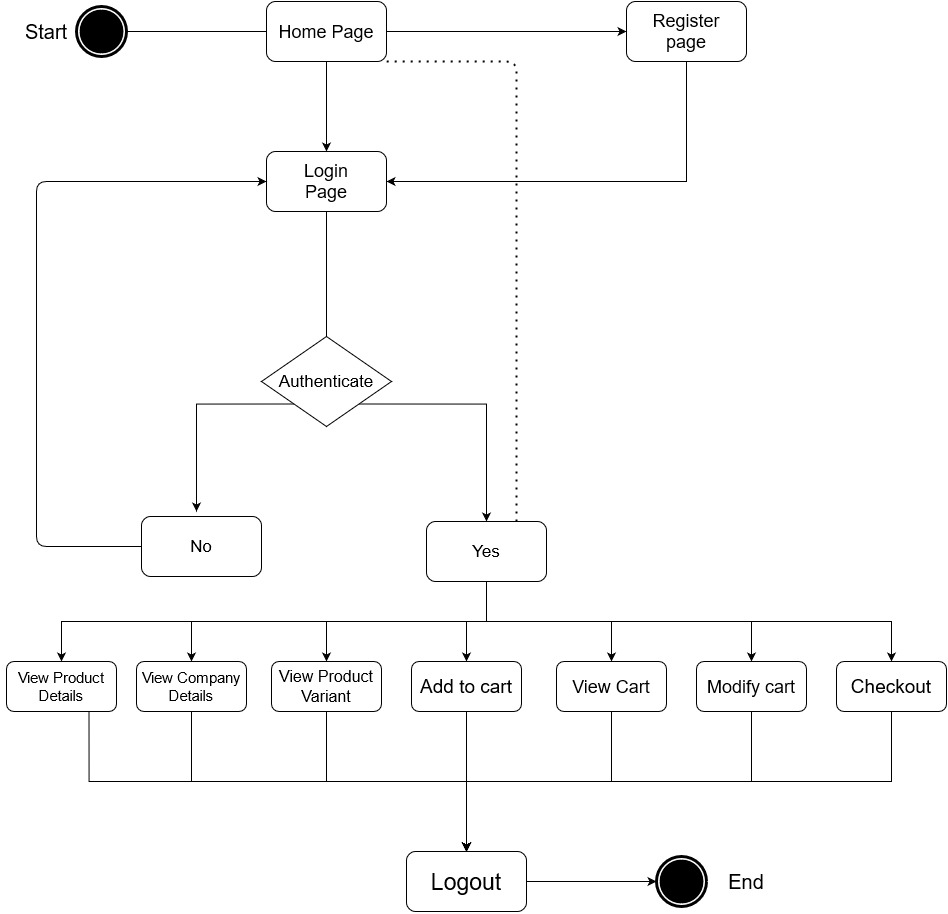 Start
Home Page
Register
page
Login
Page
Authenticate
No
Yes
View Product
Details
View Company
Details
View Product
Variant
Add to cart
View Cart
Modify cart
Checkout
Logout
End